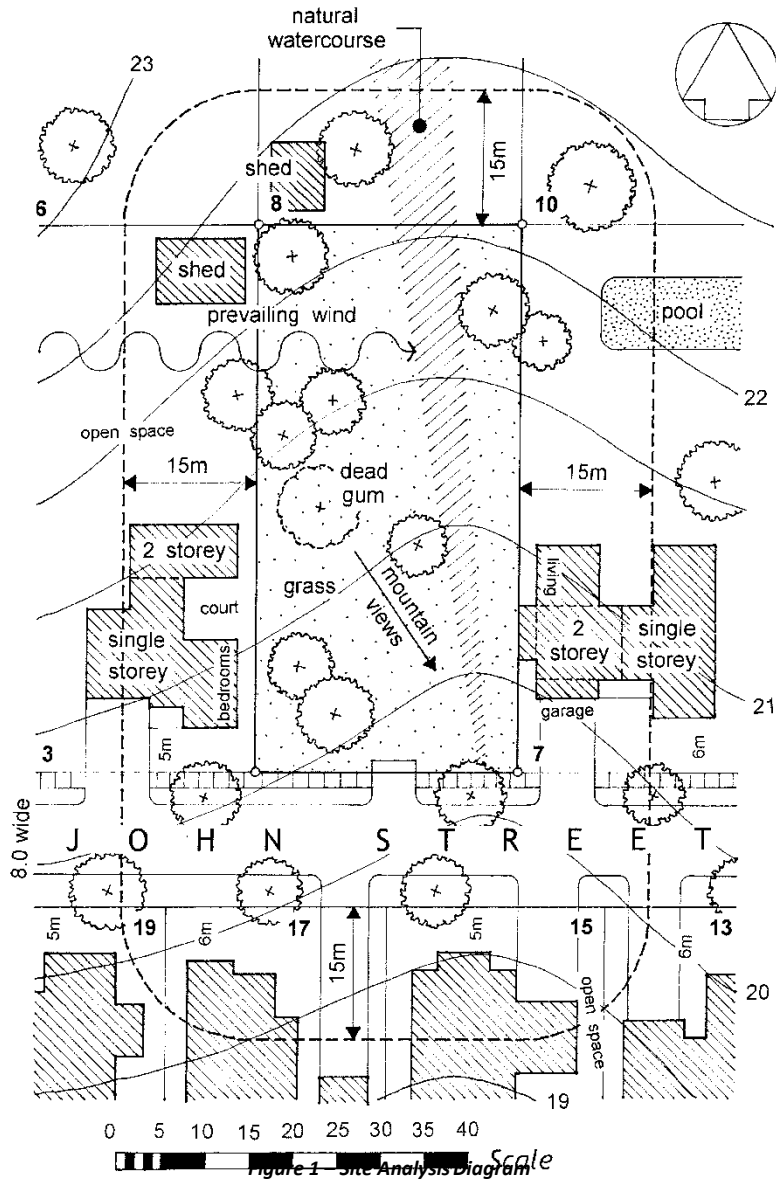 natural
watercourse
23
15m
shed
8
6
10
shed
prevailing wind
pool
22
open space
15m
15m
dead
gum
2 storey
grass
mountain
views
living
court
single
storey
bedrooms
2
storey
single
storey
21
garage
5m
6m
3
7
8.0 wide
JOHN STREET
5m
19
6m
17
5m
15
6m
13
15m
open space
20
19
0 5 10 15 20 25 30 35 40
Scale
Figure 1 – Site Analysis Diagram